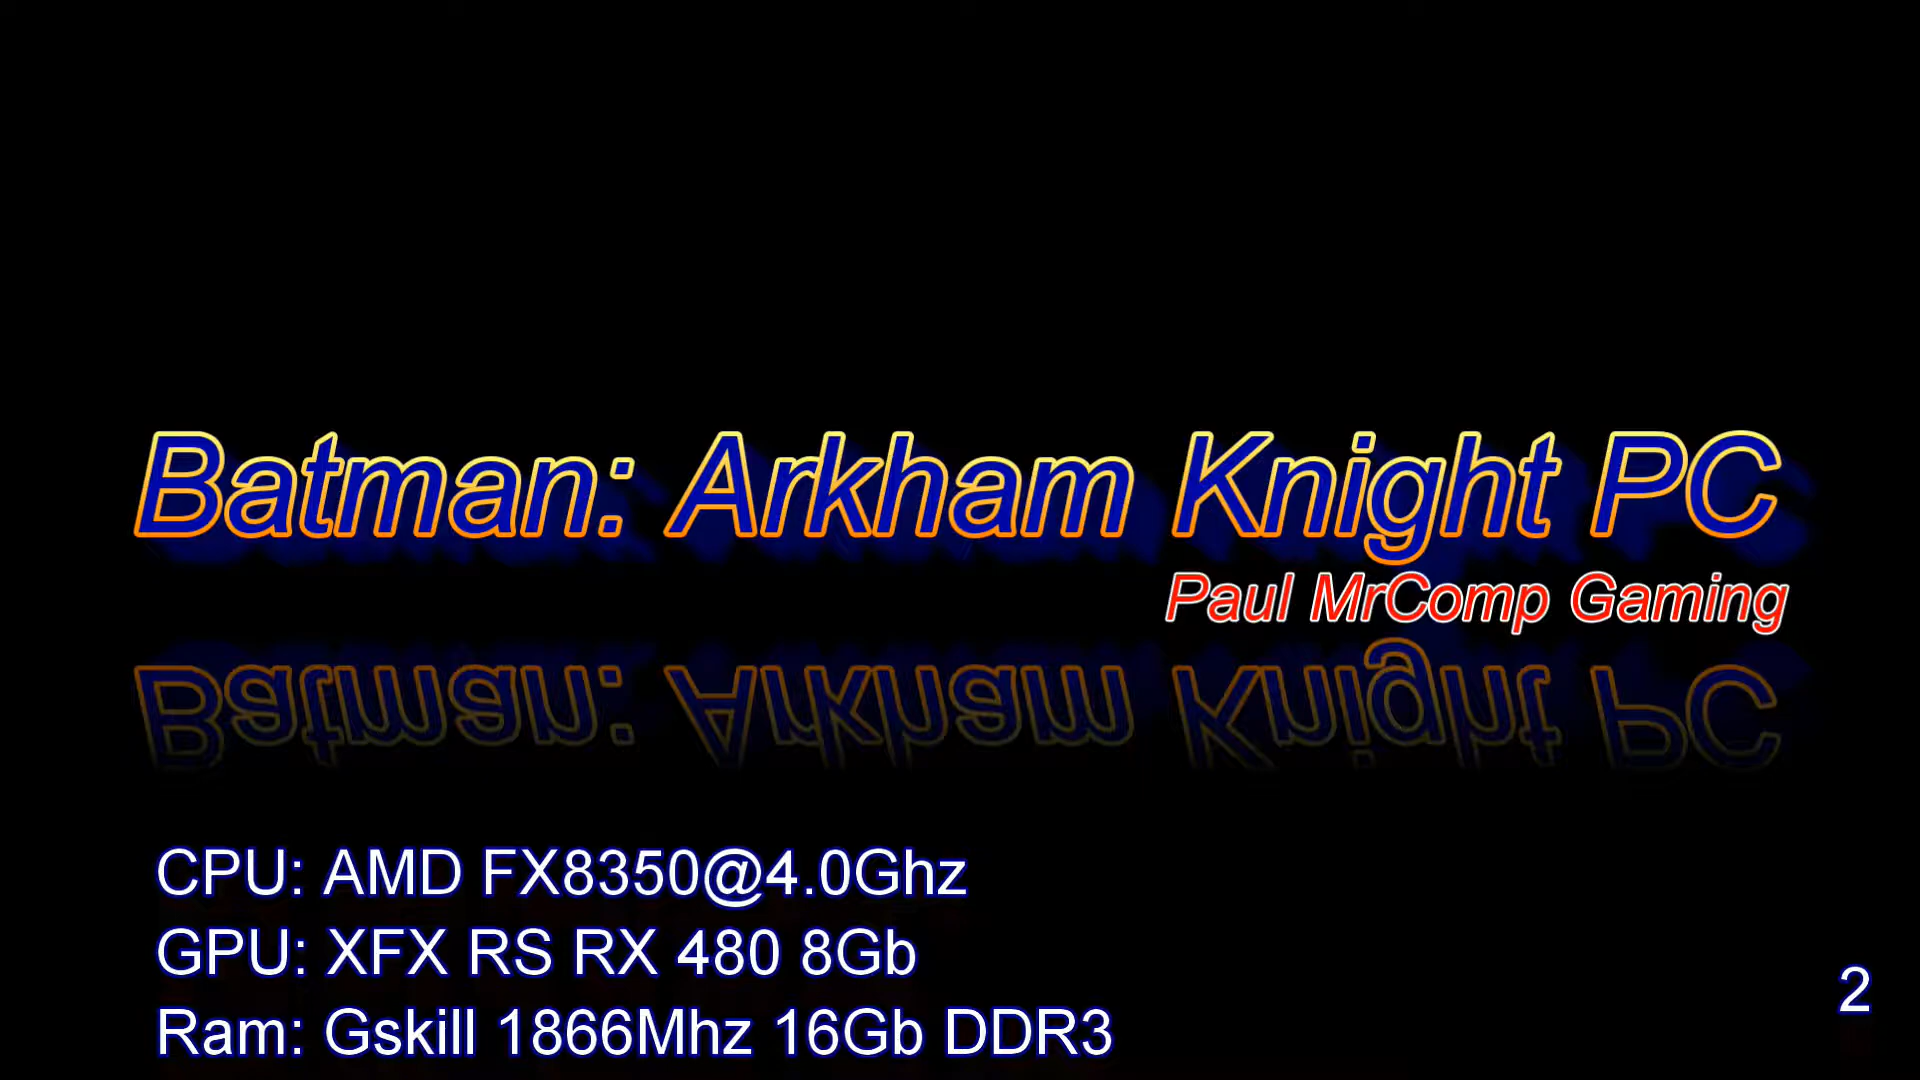 Batman: Arkham Knight PC
Paul MrComp Gaming
CPU: AMD FX8350@4.0Ghz
GPU: XFX RS RX 480 8Gb
2
Ram: Gskill 1866Mhz 16Gb DDR3